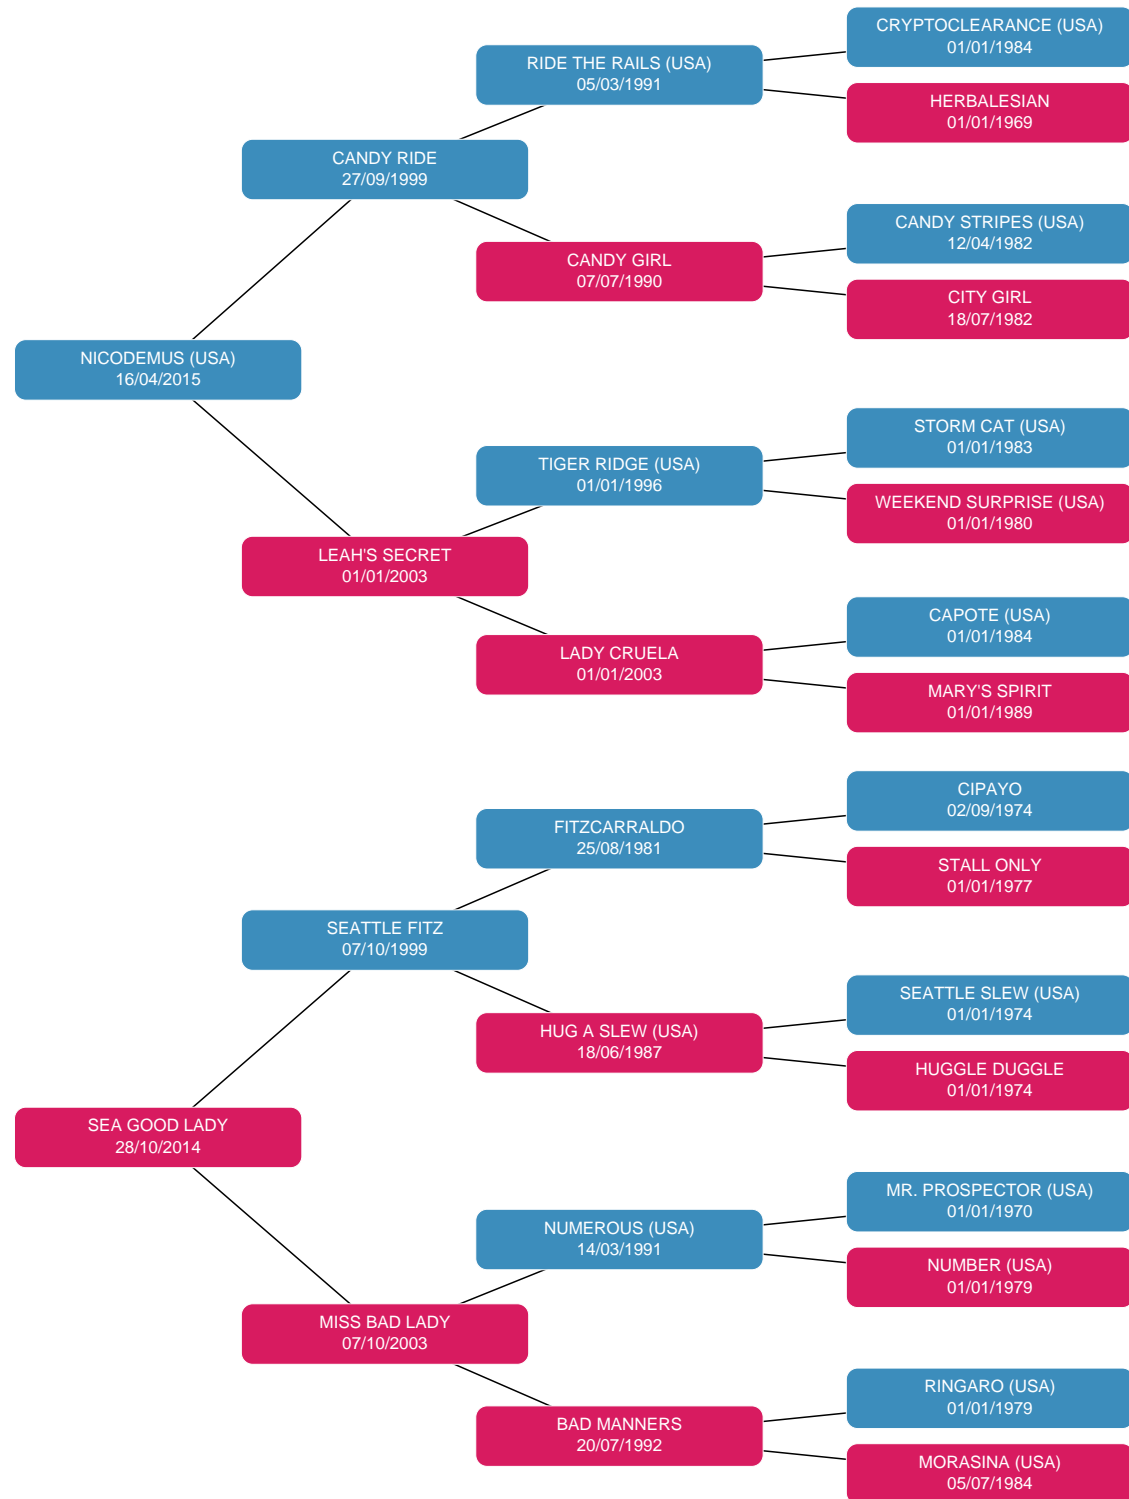 CRYPTOCLEARANCE (USA)
01/01/1984
RIDE THE RAILS (USA)
05/03/1991
HERBALESIAN
01/01/1969
CANDY RIDE
27/09/1999
CANDY STRIPES (USA)
12/04/1982
CANDY GIRL
07/07/1990
CITY GIRL
18/07/1982
NICODEMUS (USA)
16/04/2015
STORM CAT (USA)
01/01/1983
TIGER RIDGE (USA)
01/01/1996
WEEKEND SURPRISE (USA)
01/01/1980
LEAH'S SECRET
01/01/2003
CAPOTE (USA)
01/01/1984
LADY CRUELA
01/01/2003
MARY'S SPIRIT
01/01/1989
CIPAYO
02/09/1974
FITZCARRALDO
25/08/1981
STALL ONLY
01/01/1977
SEATTLE FITZ
07/10/1999
SEATTLE SLEW (USA)
01/01/1974
HUG A SLEW (USA)
18/06/1987
HUGGLE DUGGLE
01/01/1974
SEA GOOD LADY
28/10/2014
MR. PROSPECTOR (USA)
01/01/1970
NUMEROUS (USA)
14/03/1991
NUMBER (USA)
01/01/1979
MISS BAD LADY
07/10/2003
RINGARO (USA)
01/01/1979
BAD MANNERS
20/07/1992
MORASINA (USA)
05/07/1984